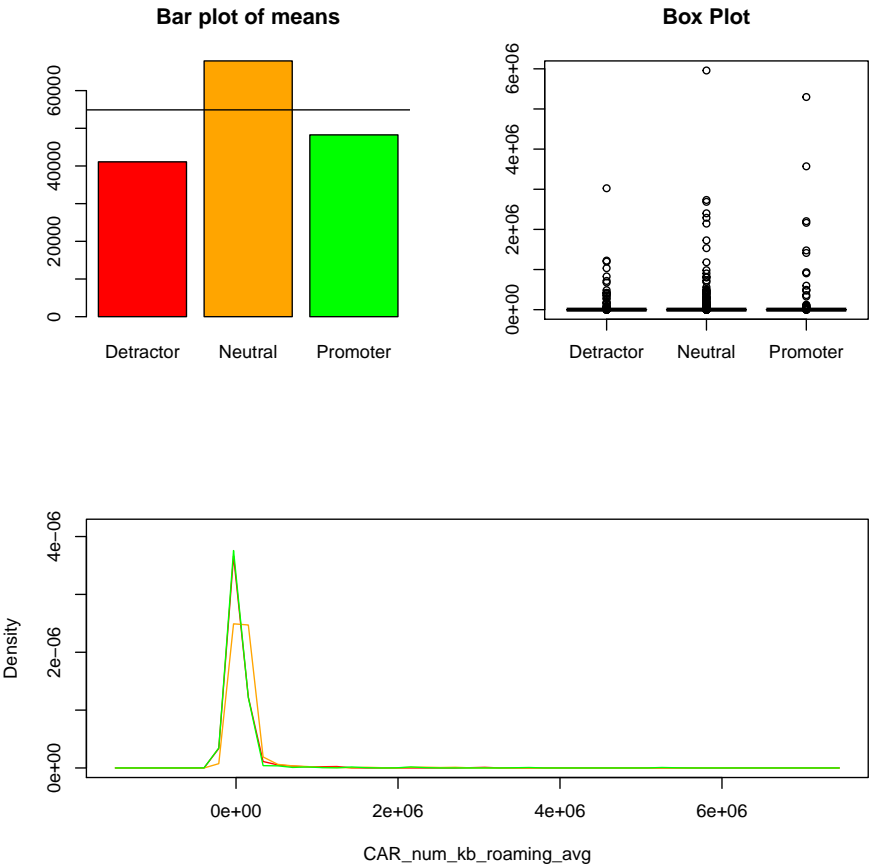 Bar plot of means
0
20000
40000
60000
Detractor Neutral Promoter
Box Plot
0e+00
2e+06
4e+06
6e+06
Detractor Neutral Promoter
Density
0e+00
2e−06
4e−06
0e+00 2e+06 4e+06 6e+06
CAR_num_kb_roaming_avg